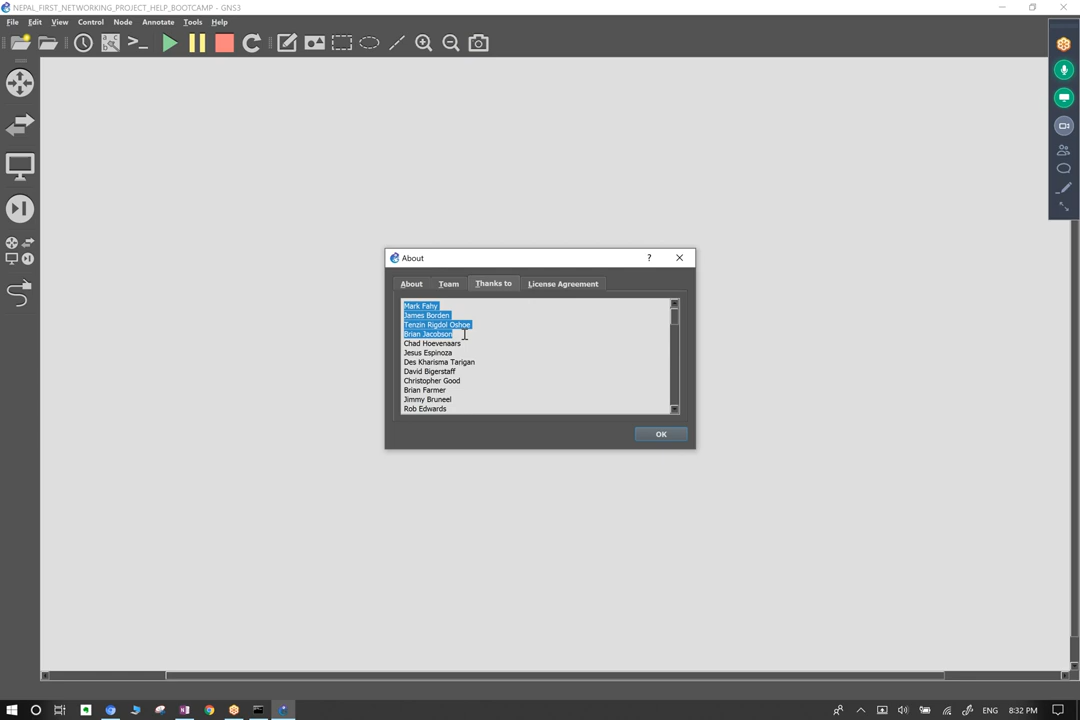 NEPAL_FIRST_NETWORKING_PROJECT_HELP_BOOTCAMP - GNS3
File Edit View Control Node Annotate Tools Help
About
About Team Thanks to License Agreement
Mark Fahy
James Borden
Tenzin Rigdol Oshoe
Brian Jacobson
Chad Hoevenaars
Jesus Espinoza
Des Kharisma Tarigan
David Bigerstaff
Christopher Good
Brian Farmer
Jimmy Bruneel
Rob Edwards
OK
ENG 8:32 PM